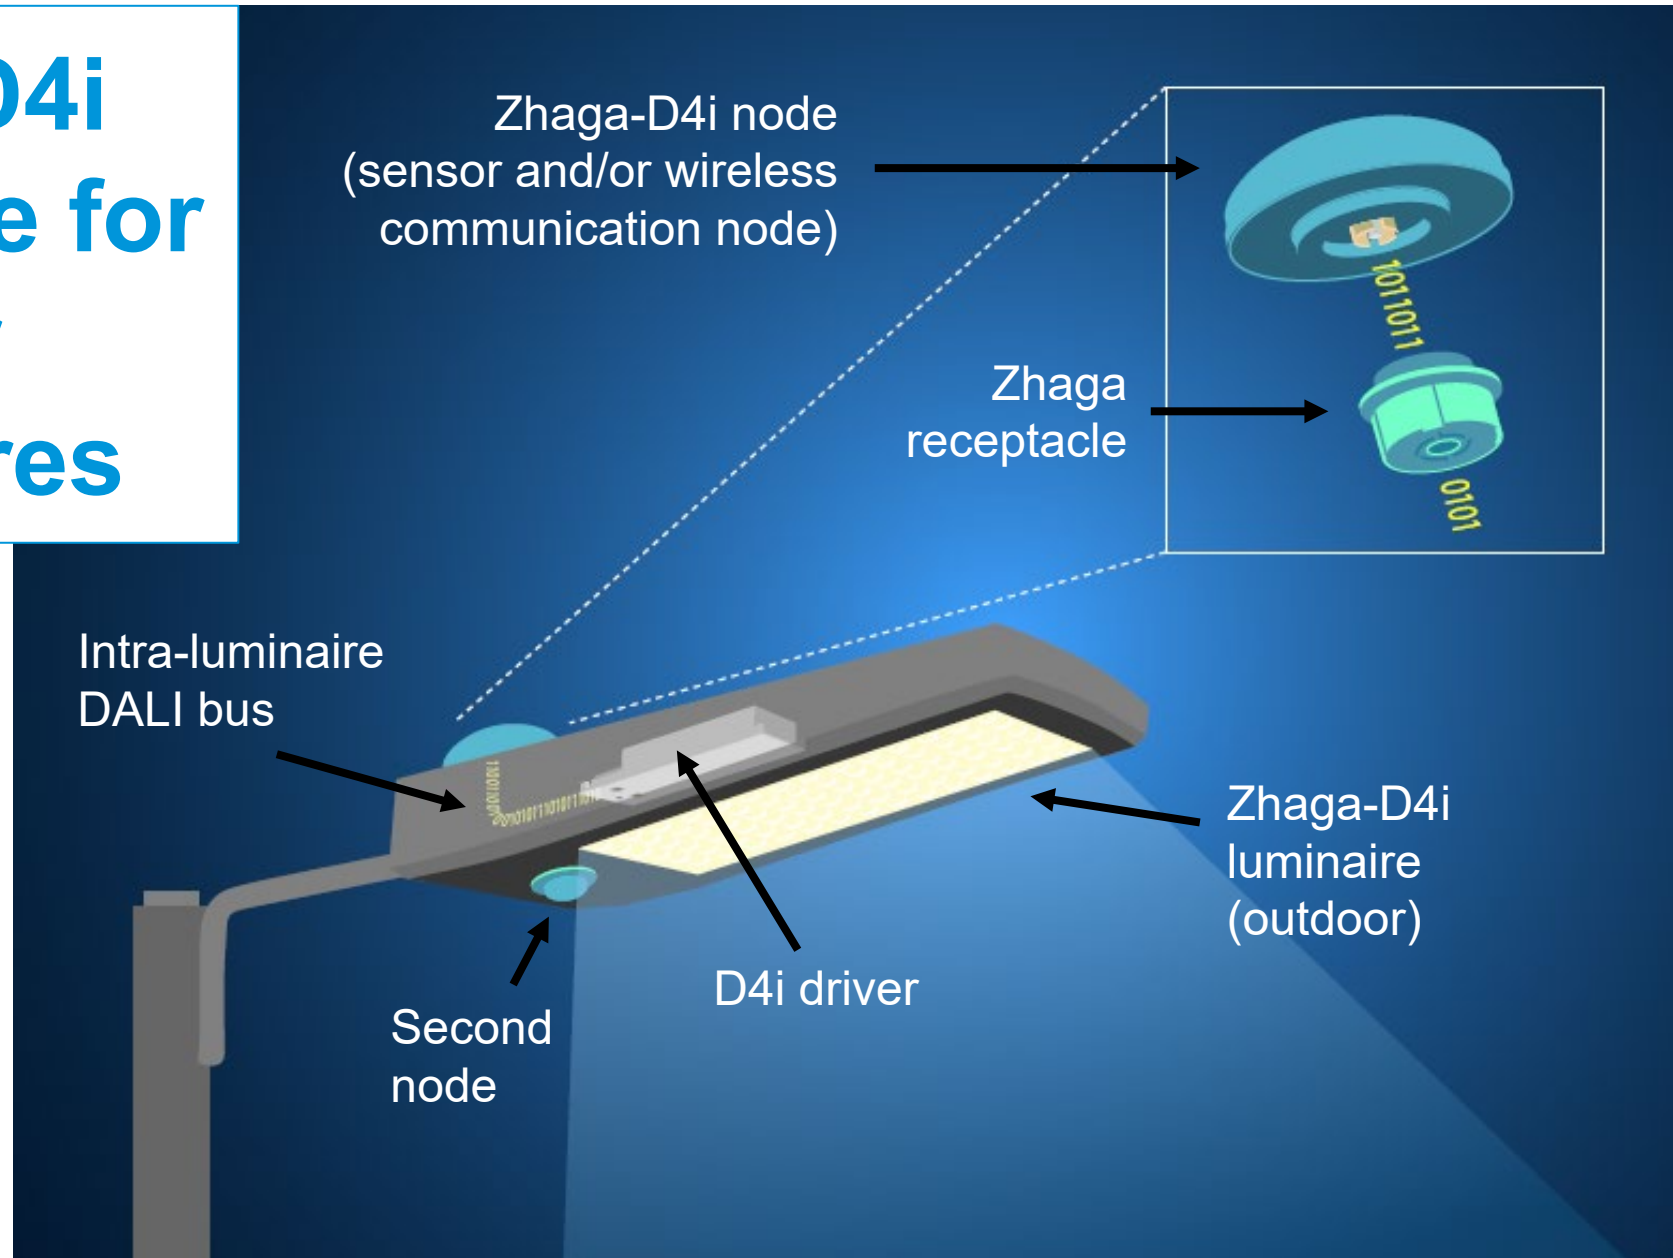 D4i
e for
res
Zhaga-D4i node
(sensor and/or wireless
communication node)
1011011
Zhaga
receptacle
0101
Intra-luminaire
DALI bus
Zhaga-D4i
luminaire
(outdoor)
D4i driver
Second
node